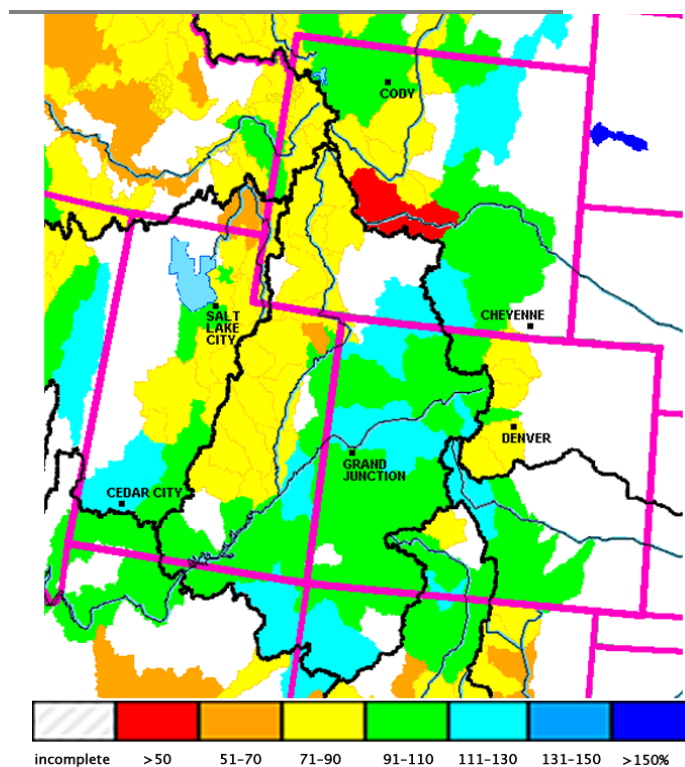 CODY
CHEYENNE
SALT
LAKE
CITY
DENVER
GRAND
JUNCTION
CEDAR CITY
incomplete >50 51-70 71-90 91-110 111-130 131-150 >150%